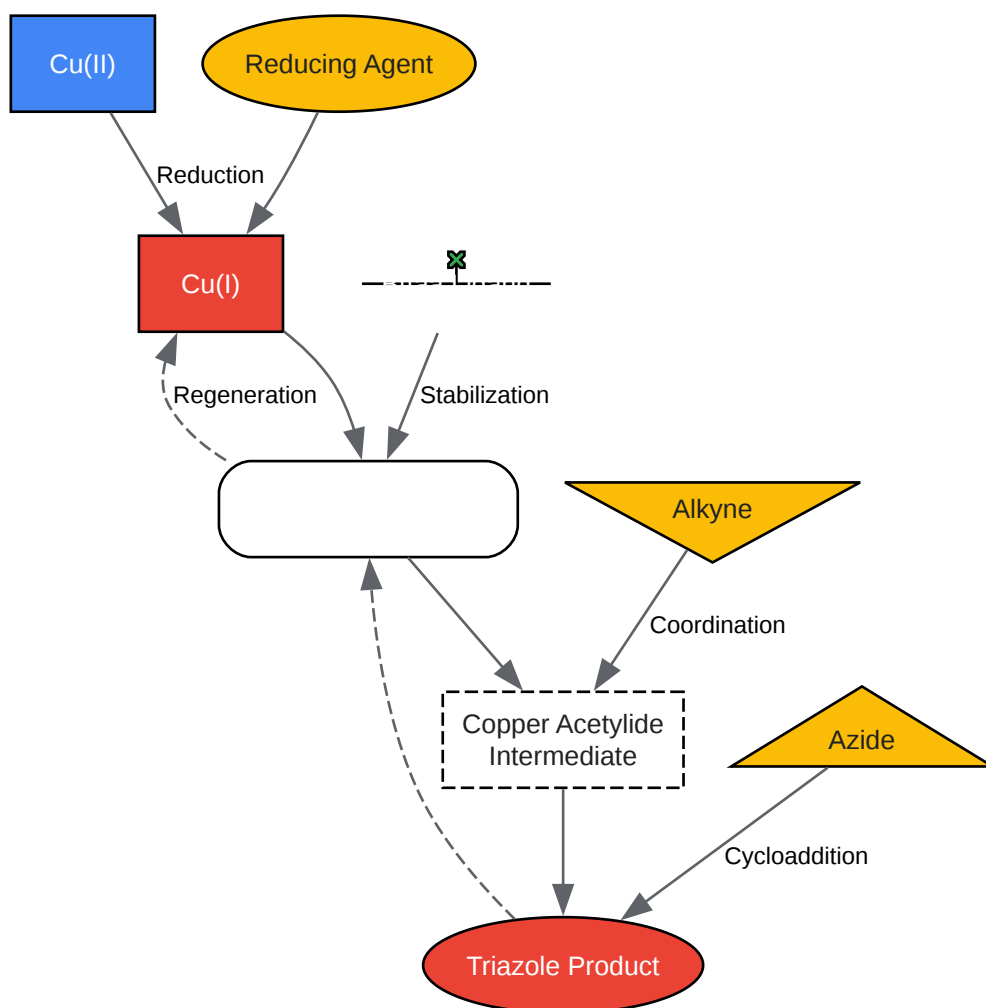 Cu(II)
Reducing Agent
Reduction
Cu(I)
Regeneration
Stabilization
Alkyne
Coordination
Copper Acetylide
Intermediate
Azide
Cycloaddition
Triazole Product